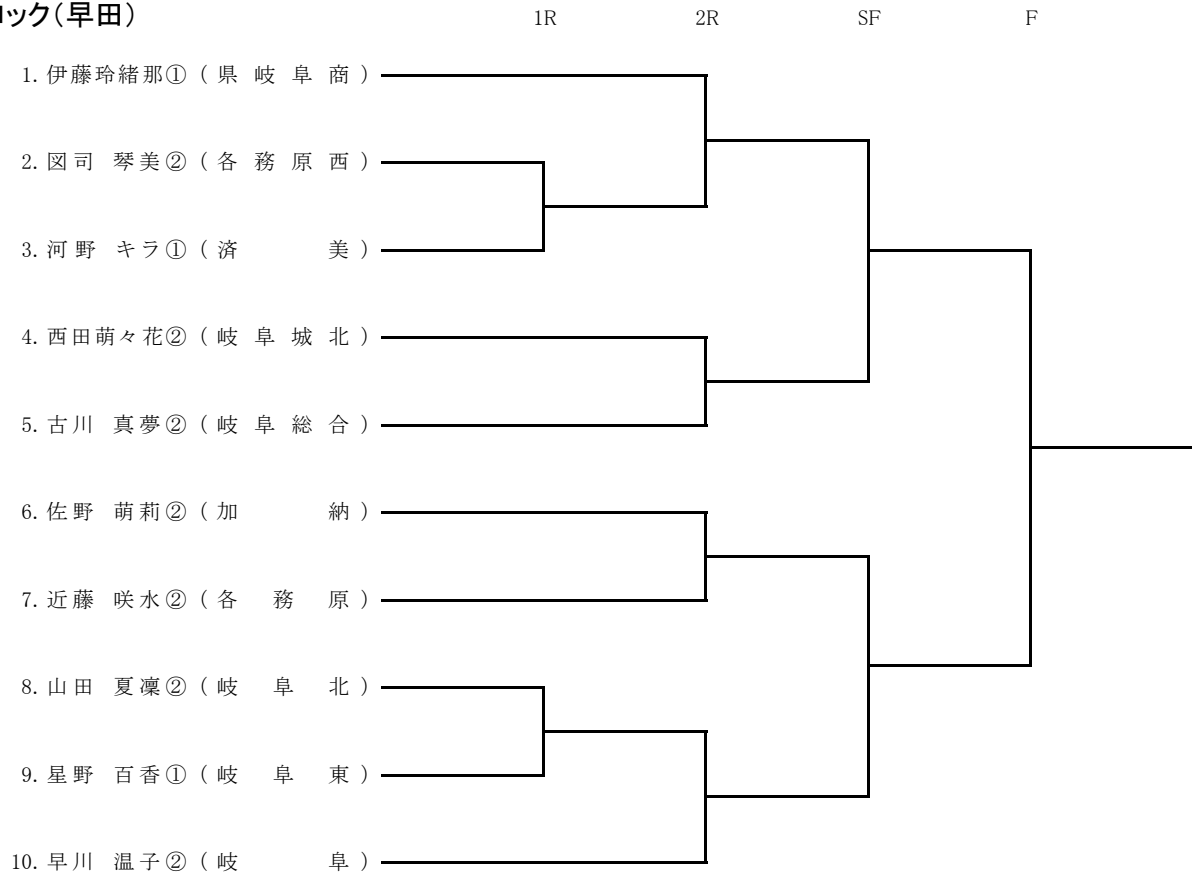 ロック(早田)
1R 2R SF F
1. 伊藤玲緒那①(県岐阜商)
2. 図司 琴美②(各務原西)
3. 河野 キラ①(済美)
4. 西田萌々花②(岐阜城北)
5. 古川 真夢②(岐阜総合)
6. 佐野 萌莉②(加納)
7. 近藤 咲水②(各務原)
8. 山田 夏凜②(岐阜北)
9. 星野 百香①(岐阜東)
10. 早川 温子②(岐阜)